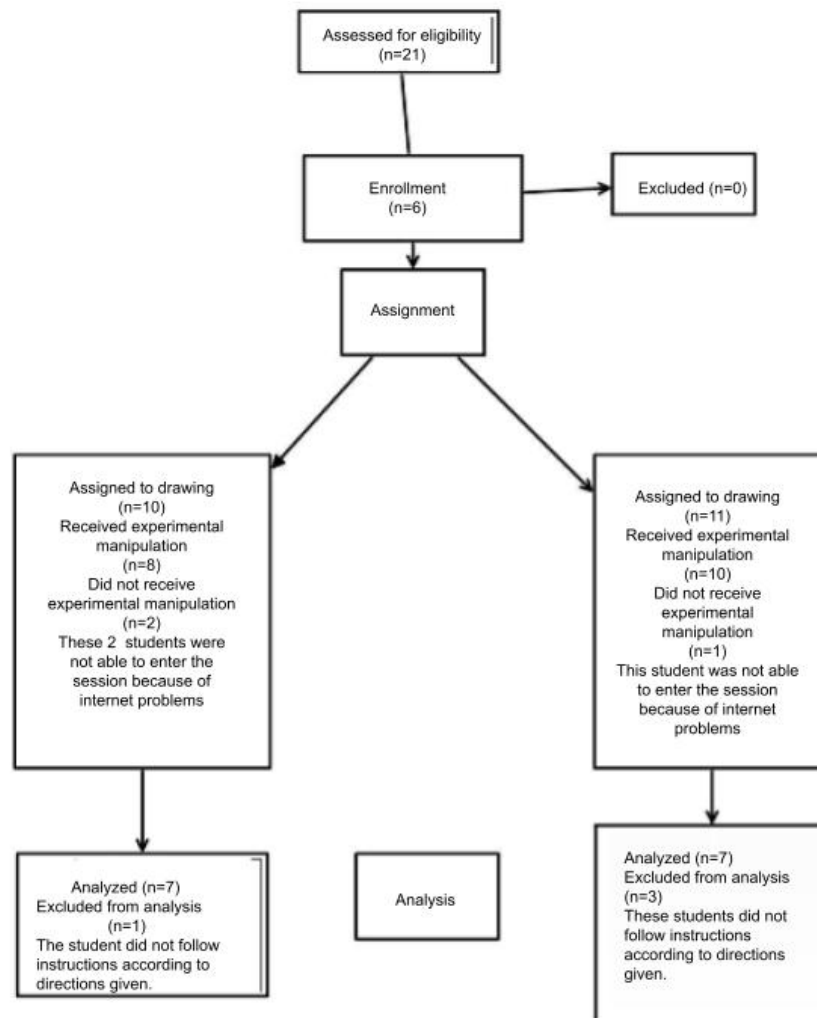 Assessed for eligibility
(n=21)
Enrollment
(n=6)
Excluded (n=0)
Assignment
Assigned to drawing
(n=10)
Received experimental
manipulation
(n=8)
Did not receive
experimental manipulation
(n=2)
These 2 students were
not able to enter the
session because of
internet problems
Assigned to drawing
(n=11)
Received experimental
manipulation
(n=10)
Did not receive
experimental
manipulation
(n=1)
This student was not able
to enter the session
because of internet
problems
Analyzed (n=7)
Excluded from analysis
(n=1)
The student did not follow
instructions according to
directions given.
Analysis
Analyzed (n=7)
Excluded from analysis
(n=3)
These students did not
follow instructions
according to directions
given.